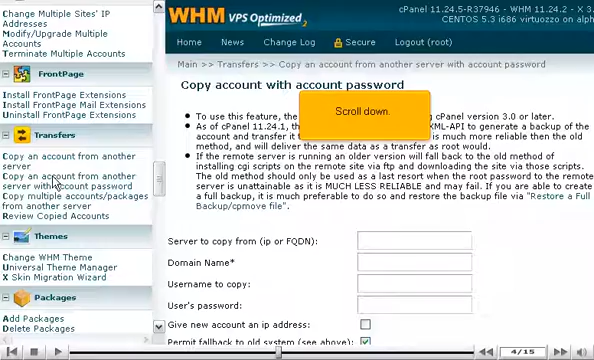 Change Multiple Sites' IP
Addresses
Modify/Upgrade Multiple
Accounts
Terminate Multiple Accounts
FrontPage
Install FrontPage Extensions
Install FrontPage Mail Extensions
Uninstall FrontPage Extensions
Transfers
Copy an account from another
server
Copy an account from another
server with account password
Copy multiple accounts/packages
from another server
Review Copied Accounts
Themes
Change WHM Theme
Universal Theme Manager
X Skin Migration Wizard
Packages
Add Packages
Delete Packages
WHM VPS Optimized 2
cPanel 11.24.5-R37946 - WHM 11.24.2 - X 3
CENTOS 5.3 i686 virtuozzo on alph
Home News Change Log Secure Logout (root)
Main >> Transfers >> Copy an account from another server with account password
Copy account with account password
Scroll down.
To use this feature, the cPanel version 3.0 or later.
As of cPanel 11.24.1, th XML-API to generate a backup of the
account and transfer it is much more reliable then the old
method, and will deliver the same data as a transfer as root would.
If the remote server is running an older version will fall back to the old method of
installing cgi scripts on the remote site via ftp and downloading the site via those scripts.
The old method should only be used as a last resort when the root password to the remote
server is unattainable as it is MUCH LESS RELIABLE and may fail. If you are able to create
a full backup, it is much preferable to do so and restore the backup file via "Restore a Full
Backup/cpmove file".
Server to copy from (ip or FQDN):
Domain Name*
Username to copy:
User's password:
Give new account an ip address:
Permit fallback to old system (see above):
4/15